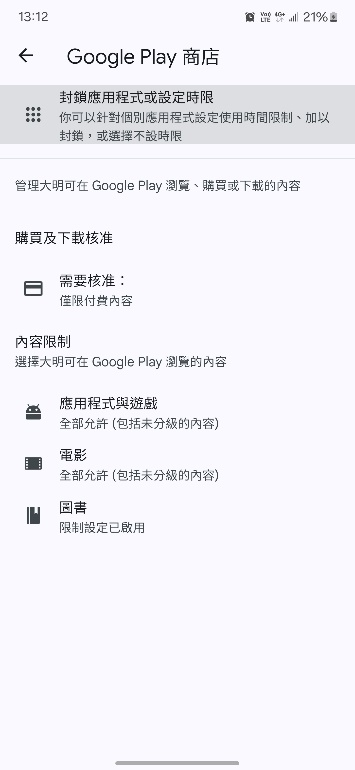 13:12
VoD LTE 4G+ 21%
Google Play 商店
封鎖應用程式或設定時限
你可以針對個別應用程式設定使用時間限制、加以
封鎖，或選擇不設時限
管理大明可在 Google Play 瀏覽、購買或下載的內容
購買及下載核准
需要核准：
僅限付費內容
內容限制
選擇大明可在 Google Play 瀏覽的內容
應用程式與遊戲
全部允許 (包括未分級的內容)
電影
全部允許 (包括未分級的內容)
圖書
限制設定已啟用